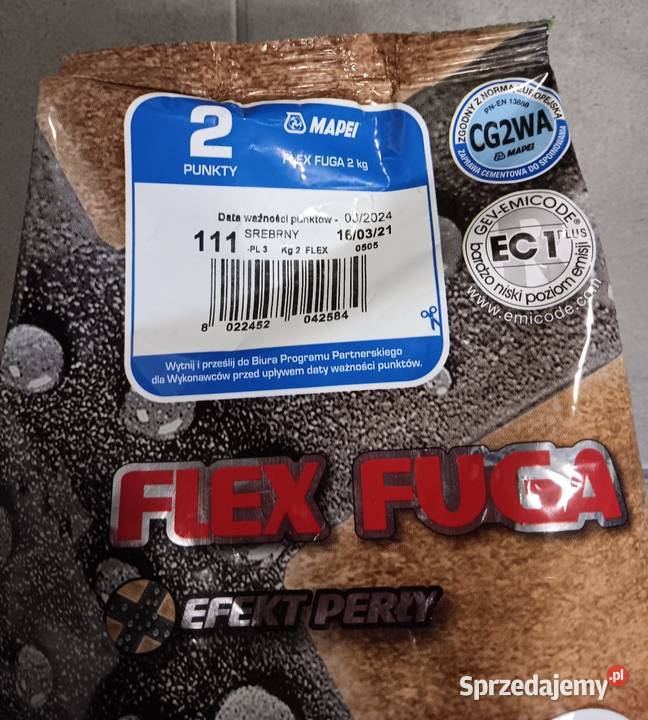 2
PUNKTY
MAPEI
FLEX FUGA 2 kg
Data ważności punktów - 03/2024
111 SREBRNY 16/03/21
-PL 3 Kg 2 FLEX 0505
8 022452 042584
Wytnij i prześlij do Biura Programu Partnerskiego
dla Wykonawców przed upływem daty ważności punktów.
ZGODNY Z NORMĄ EUROPEJSKĄ
PN-EN 13888
CG2WA
MAPEI
ZAPRAWA CEMENTOWA DO SPOINOWANIA
GEV-EMICODE®
EC 1 PLUS
bardzo niski poziom emisji
www.emicode.com
FLEX FUGA
EFEKT PERŁY
Sprzedajemy.pl